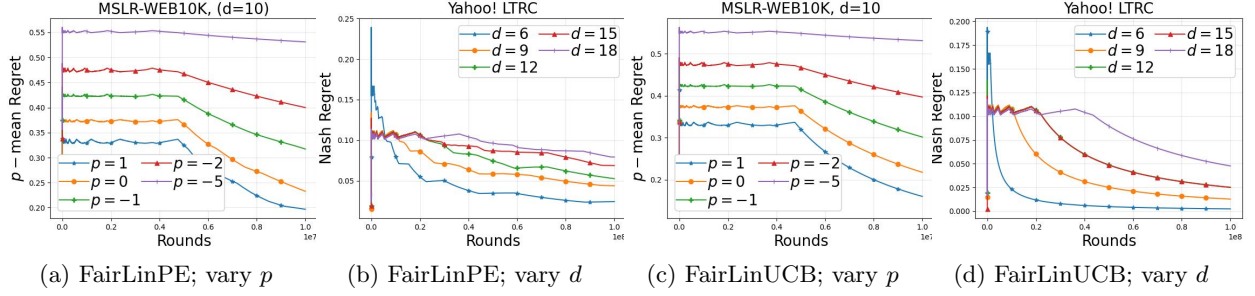 MSLR-WEB10K, (d=10)
p − mean Regret
0.55
0.50
0.45
0.40
0.35
0.30
0.25
0.20
p = 1
p = 0
p = −1
p = −2
p = −5
0.0 0.2 0.4 0.6 0.8 1.0
1e7
Rounds
(a) FairLinPE; vary p
Yahoo! LTRC
Nash Regret
0.25
0.20
0.15
0.10
0.05
d = 6
d = 9
d = 12
d = 15
d = 18
0.0 0.2 0.4 0.6 0.8 1.0
1e8
Rounds
(b) FairLinPE; vary d
MSLR-WEB10K, d=10
p − mean Regret
0.5
0.4
0.3
0.2
p = 1
p = 0
p = −1
p = −2
p = −5
0.0 0.2 0.4 0.6 0.8 1.0
1e7
Rounds
(c) FairLinUCB; vary p
Yahoo! LTRC
Nash Regret
0.200
0.175
0.150
0.125
0.100
0.075
0.050
0.025
0.000
d = 6
d = 9
d = 12
d = 15
d = 18
0.0 0.2 0.4 0.6 0.8 1.0
1e8
Rounds
(d) FairLinUCB; vary d